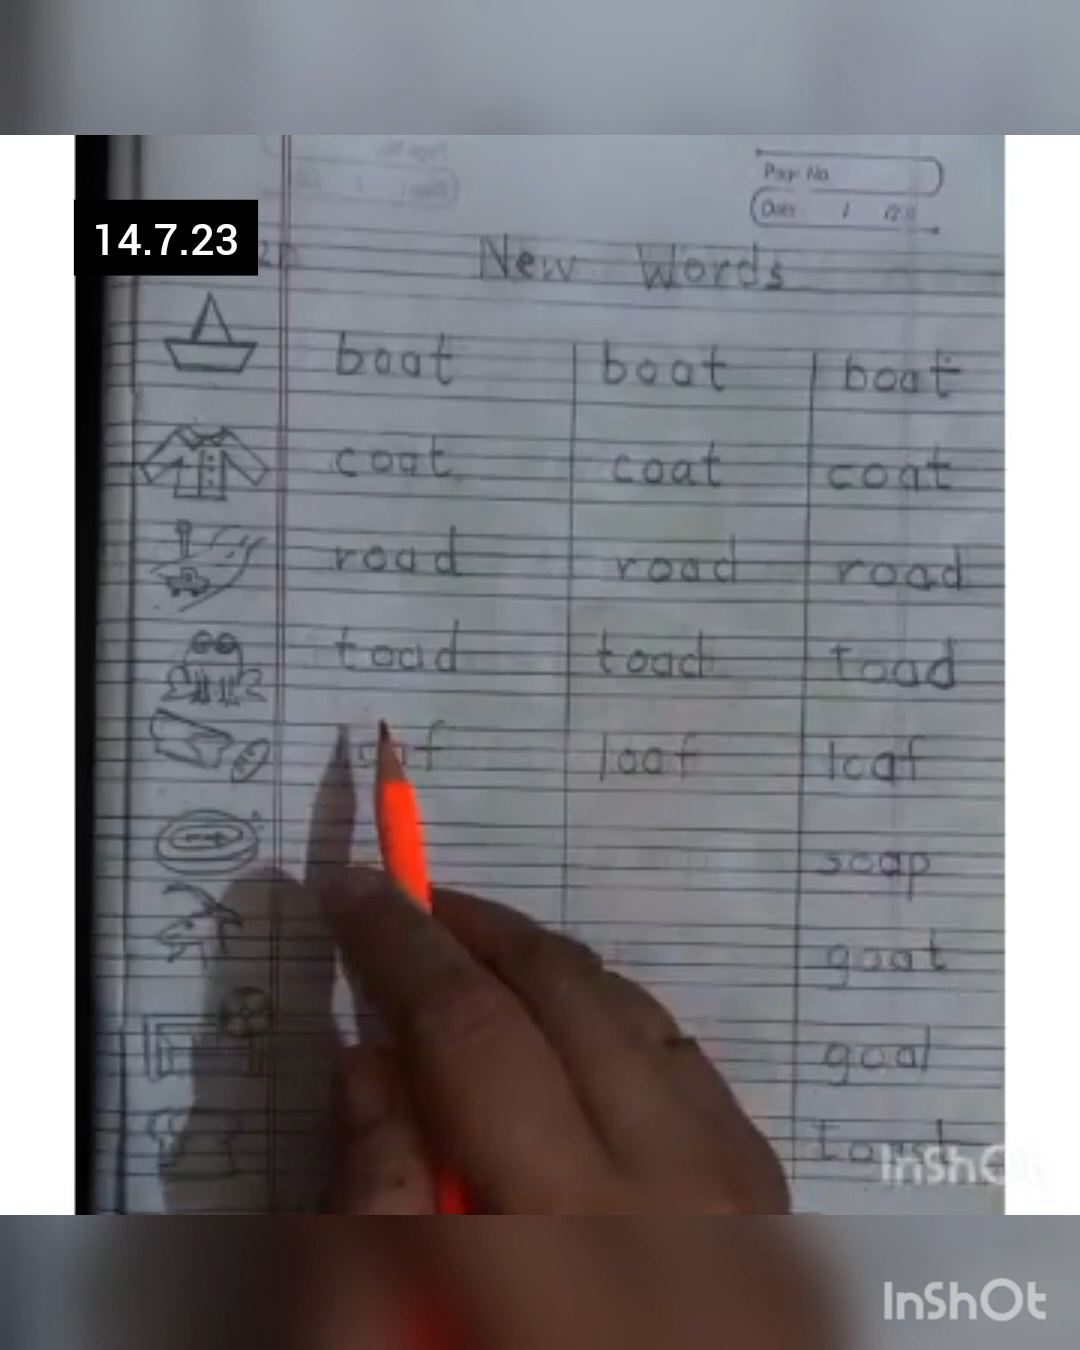 Page No.
Date / /20
14.7.23
New Words
boat boat boat
coat coat coat
road road road
toad toad toad
loaf loaf
soap
goat
goal
InShOt
InShOt